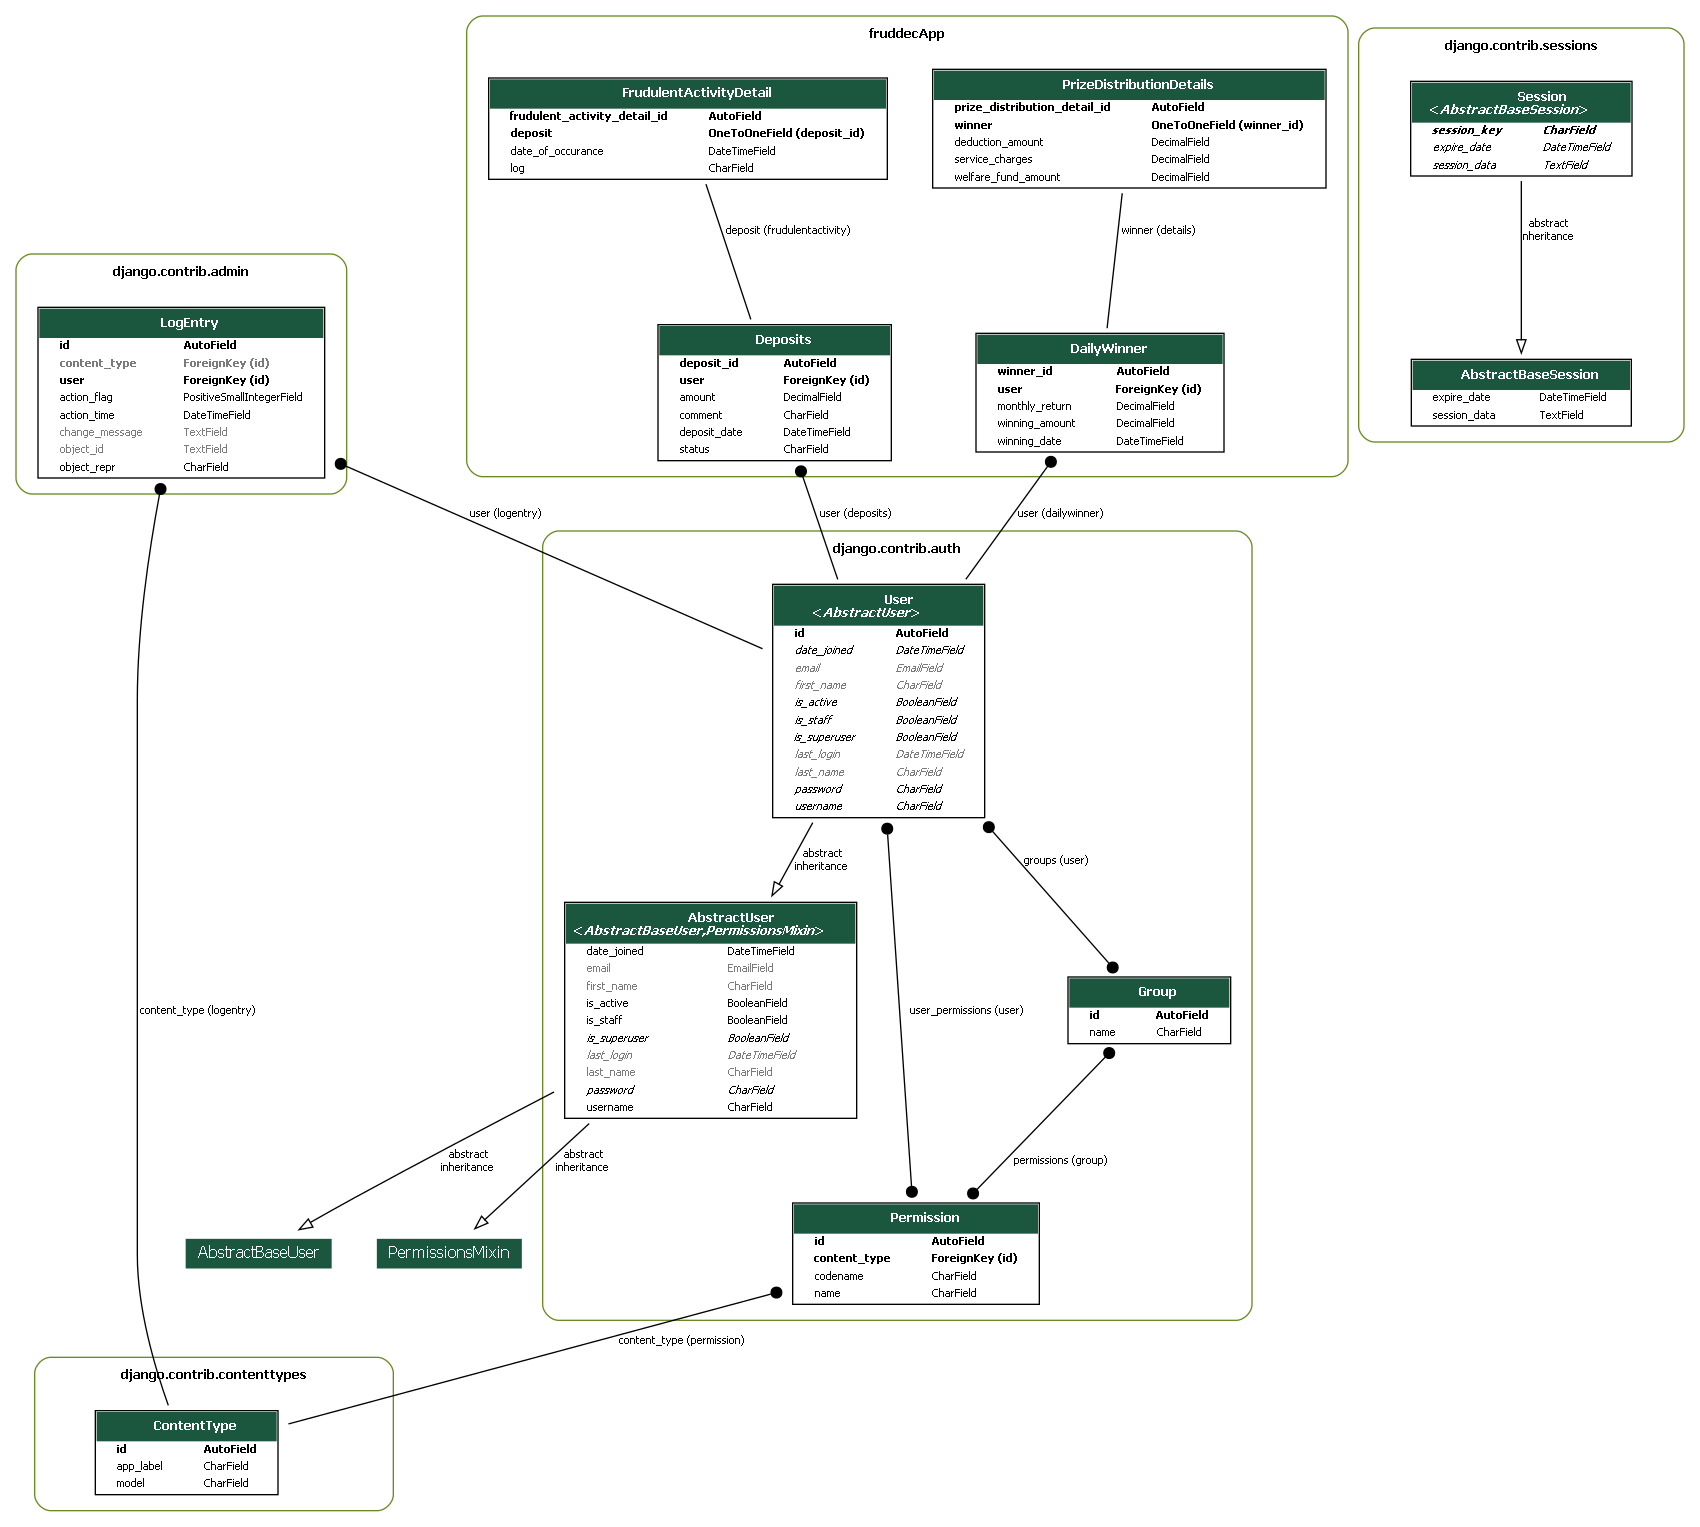 fruddecApp
FrudulentActivityDetail
frudulent_activity_detail_id AutoField
deposit OneToOneField (deposit_id)
date_of_occurance DateTimeField
log CharField
PrizeDistributionDetails
prize_distribution_detail_id AutoField
winner OneToOneField (winner_id)
deduction_amount DecimalField
service_charges DecimalField
welfare_fund_amount DecimalField
deposit (frudulentactivity)
winner (details)
Deposits
deposit_id AutoField
user ForeignKey (id)
amount DecimalField
comment CharField
deposit_date DateTimeField
status CharField
DailyWinner
winner_id AutoField
user ForeignKey (id)
monthly_return DecimalField
winning_amount DecimalField
winning_date DateTimeField
django.contrib.sessions
Session
<AbstractBaseSession>
session_key CharField
expire_date DateTimeField
session_data TextField
abstract
nheritance
AbstractBaseSession
expire_date DateTimeField
session_data TextField
django.contrib.admin
LogEntry
id AutoField
content_type ForeignKey (id)
user ForeignKey (id)
action_flag PositiveSmallIntegerField
action_time DateTimeField
change_message TextField
object_id TextField
object_repr CharField
user (logentry)
user (deposits)
user (dailywinner)
django.contrib.auth
User
<AbstractUser>
id AutoField
date_joined DateTimeField
email EmailField
first_name CharField
is_active BooleanField
is_staff BooleanField
is_superuser BooleanField
last_login DateTimeField
last_name CharField
password CharField
username CharField
abstract
inheritance
groups (user)
AbstractUser
<AbstractBaseUser,PermissionsMixin>
date_joined DateTimeField
email EmailField
first_name CharField
is_active BooleanField
is_staff BooleanField
is_superuser BooleanField
last_login DateTimeField
last_name CharField
password CharField
username CharField
content_type (logentry)
user_permissions (user)
Group
id AutoField
name CharField
abstract
inheritance
abstract
inheritance
permissions (group)
AbstractBaseUser
PermissionsMixin
Permission
id AutoField
content_type ForeignKey (id)
codename CharField
name CharField
content_type (permission)
django.contrib.contenttypes
ContentType
id AutoField
app_label CharField
model CharField